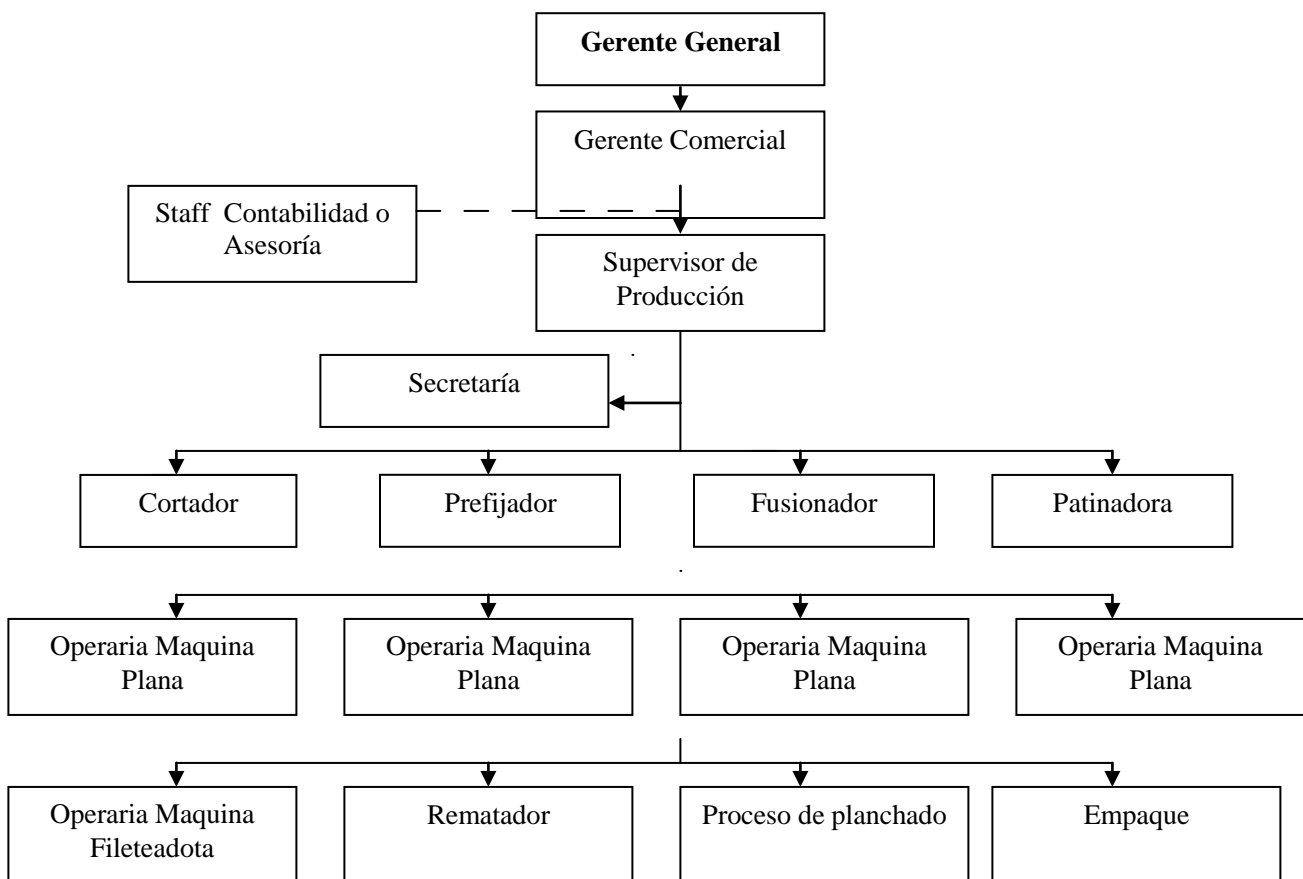 Gerente General
Gerente Comercial
Staff Contabilidad o
Asesoría
Supervisor de
Producción
Secretaría
Cortador
Prefijador
Fusionador
Patinadora
Operaria Maquina
Plana
Operaria Maquina
Plana
Operaria Maquina
Plana
Operaria Maquina
Plana
Operaria Maquina
Fileteadota
Rematador
Proceso de planchado
Empaque